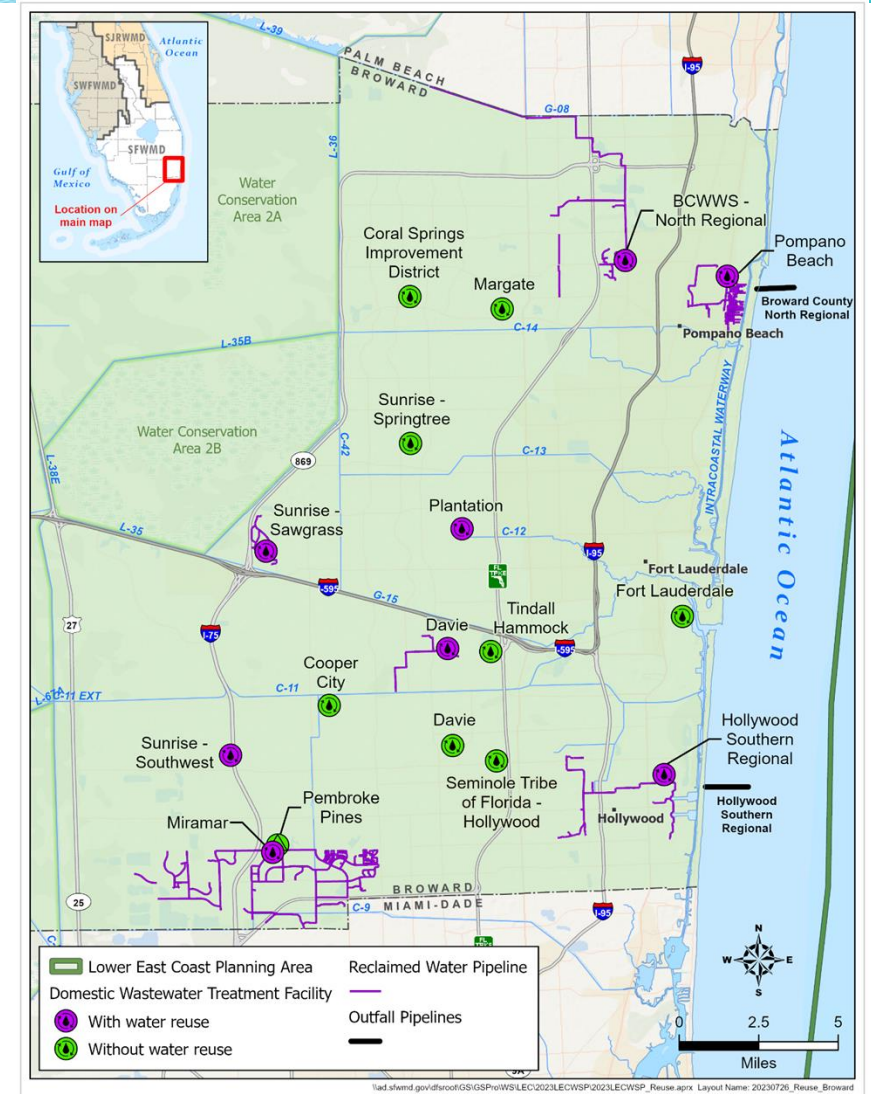 SJRWMD
Atlantic
Ocean
SWFWMD
SFWMD
Gulf of
Mexico
Location on
main map
L-39
PALM BEACH
BROWARD
I-95
G-08
L-36
Water
Conservation
Area 2A
BCWWS -
North Regional
Coral Springs
Improvement
District
Margate
Pompano
Beach
Broward County
North Regional
C-14
Pompano Beach
L-35B
Sunrise -
Springtree
Water Conservation
Area 2B
C-42
869
C-13
INTRACOASTAL WATERWAY
Atlantic Ocean
L-38E
Sunrise -
Sawgrass
Plantation
L-35
C-12
I-95
Fort Lauderdale
FL
TPKE
I-595
G-15
Tindall
Hammock
Fort Lauderdale
27
I-75
Davie
I-595
Cooper
City
C-11 EXT
C-11
Davie
Sunrise -
Southwest
Hollywood
Southern
Regional
Seminole Tribe
of Florida -
Hollywood
Hollywood
Southern
Regional
Pembroke
Pines
Miramar
Hollywood
BROWARD
MIAMI-DADE
25
C-9
I-95
N
W
E
S
Lower East Coast Planning Area
Domestic Wastewater Treatment Facility
With water reuse
Without water reuse
Reclaimed Water Pipeline
Outfall Pipelines
0 2.5 5
Miles
\\ad.sfwmd.gov\dfsroot\GS\GSPro\WS\LEC\2023LECWSP\2023LECWSP_Reuse.aprx Layout Name: 20230726_Reuse_Broward